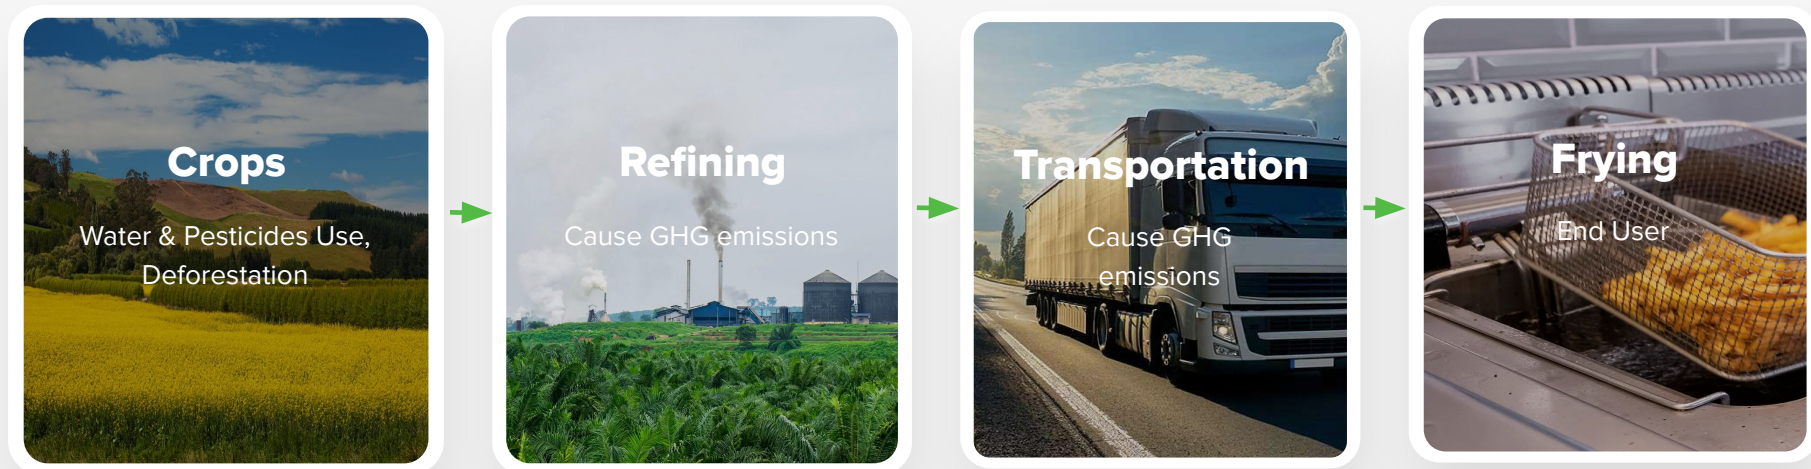 Crops
Water & Pesticides Use,
Deforestation
Refining
Cause GHG emissions
Transportation
Cause GHG
emissions
Frying
End User